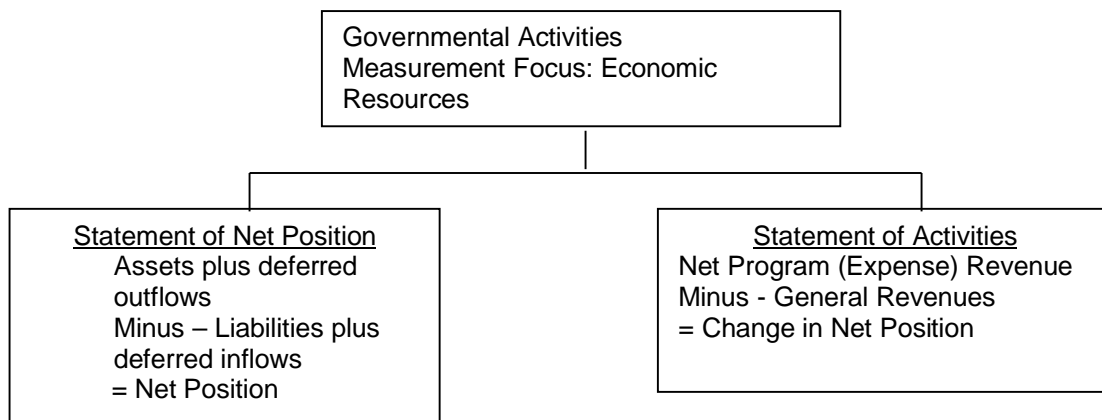 Governmental Activities
Measurement Focus: Economic
Resources
Statement of Net Position
Assets plus deferred
outflows
Minus – Liabilities plus
deferred inflows
= Net Position
Statement of Activities
Net Program (Expense) Revenue
Minus - General Revenues
= Change in Net Position